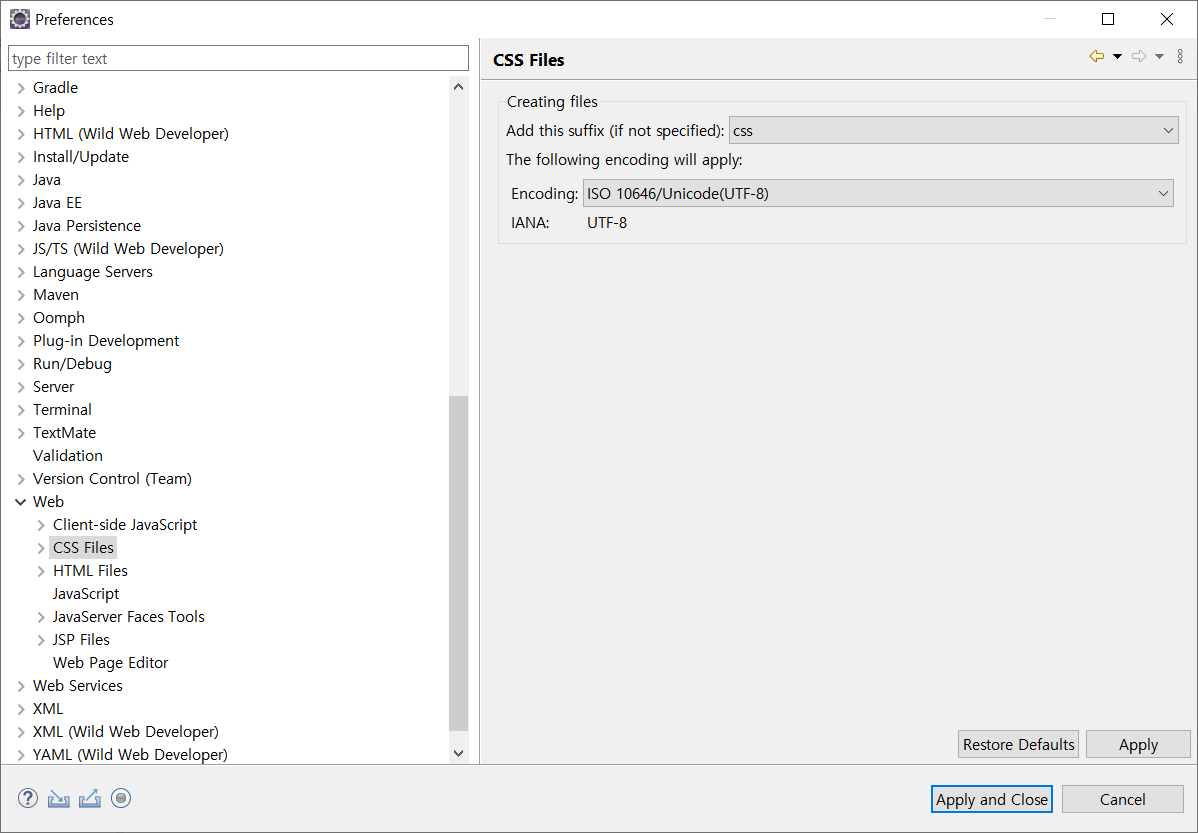 Preferences
type filter text
Gradle
Help
HTML (Wild Web Developer)
Install/Update
Java
Java EE
Java Persistence
JS/TS (Wild Web Developer)
Language Servers
Maven
Oomph
Plug-in Development
Run/Debug
Server
Terminal
TextMate
Validation
Version Control (Team)
Web
Client-side JavaScript
CSS Files
HTML Files
JavaScript
JavaServer Faces Tools
JSP Files
Web Page Editor
Web Services
XML
XML (Wild Web Developer)
YAML (Wild Web Developer)
CSS Files
Creating files
Add this suffix (if not specified): css
The following encoding will apply:
Encoding: ISO 10646/Unicode(UTF-8)
IANA: UTF-8
Restore Defaults Apply
? Apply and Close Cancel